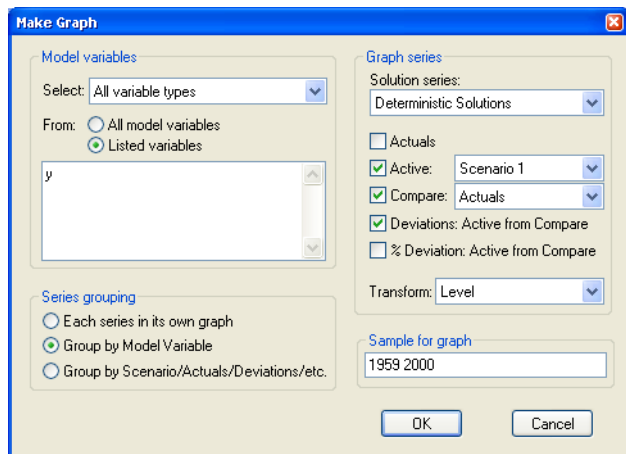 Make Graph
Model variables
Select: All variable types
From: All model variables
Listed variables
y
Series grouping
Each series in its own graph
Group by Model Variable
Group by Scenario/Actuals/Deviations/etc.
Graph series
Solution series:
Deterministic Solutions
Actuals
Active: Scenario 1
Compare: Actuals
Deviations: Active from Compare
% Deviation: Active from Compare
Transform: Level
Sample for graph
1959 2000
OK Cancel